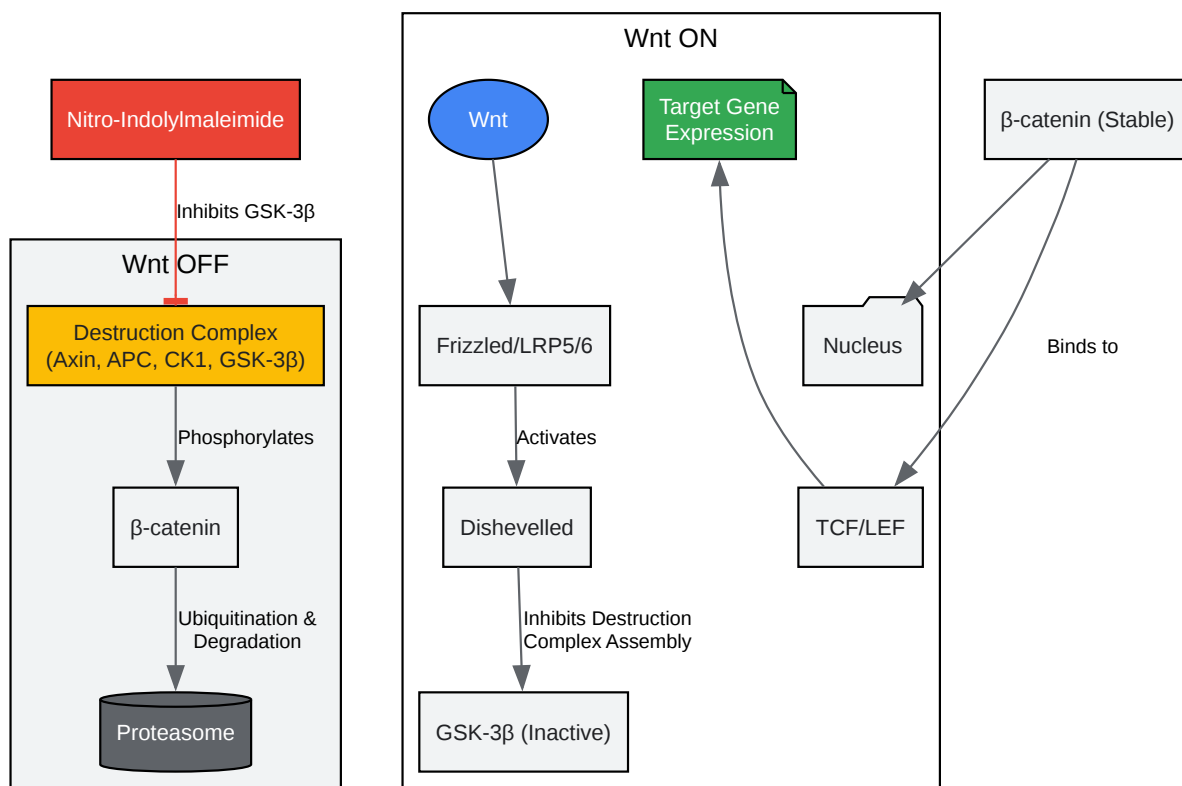 Wnt ON
Nitro-Indolylmaleimide
Wnt
Target Gene
Expression
β-catenin (Stable)
Inhibits GSK-3β
Wnt OFF
Destruction Complex
(Axin, APC, CK1, GSK-3β)
Frizzled/LRP5/6
Nucleus
Binds to
Phosphorylates
Activates
β-catenin
Dishevelled
TCF/LEF
Ubiquitination &
Degradation
Inhibits Destruction
Complex Assembly
Proteasome
GSK-3β (Inactive)